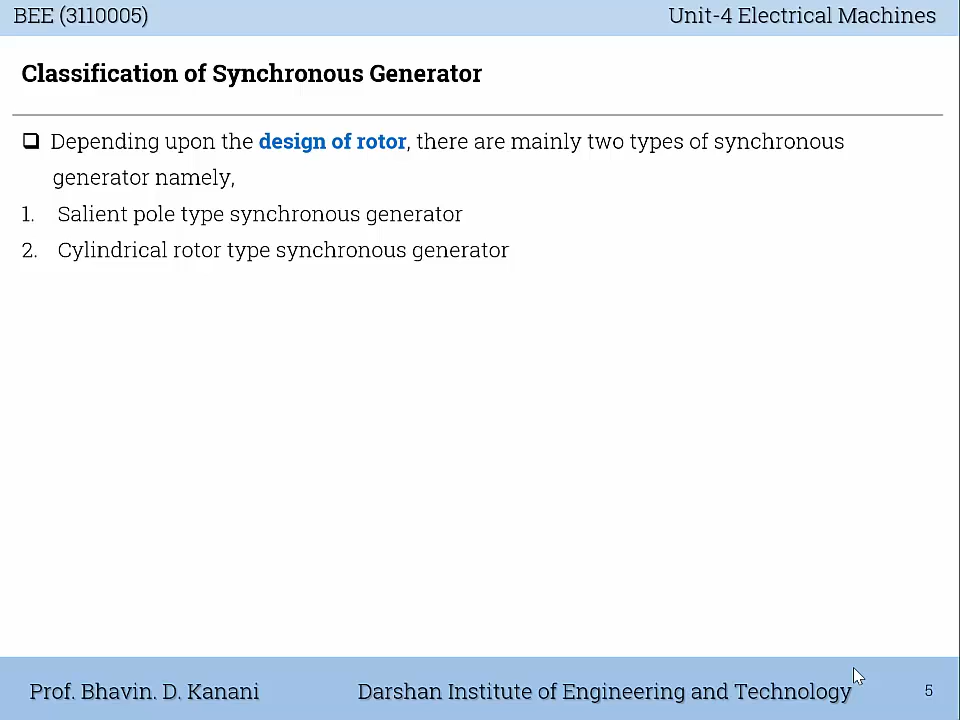 BEE (3110005)
Unit-4 Electrical Machines
Classification of Synchronous Generator
❑ Depending upon the design of rotor, there are mainly two types of synchronous
generator namely,
1. Salient pole type synchronous generator
2. Cylindrical rotor type synchronous generator
Prof. Bhavin. D. Kanani
Darshan Institute of Engineering and Technology
5